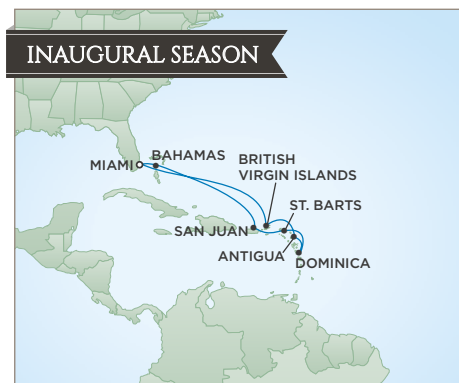 INAUGURAL SEASON
MIAMI
BAHAMAS
BRITISH
VIRGIN ISLANDS
ST. BARTS
SAN JUAN
ANTIGUA
DOMINICA